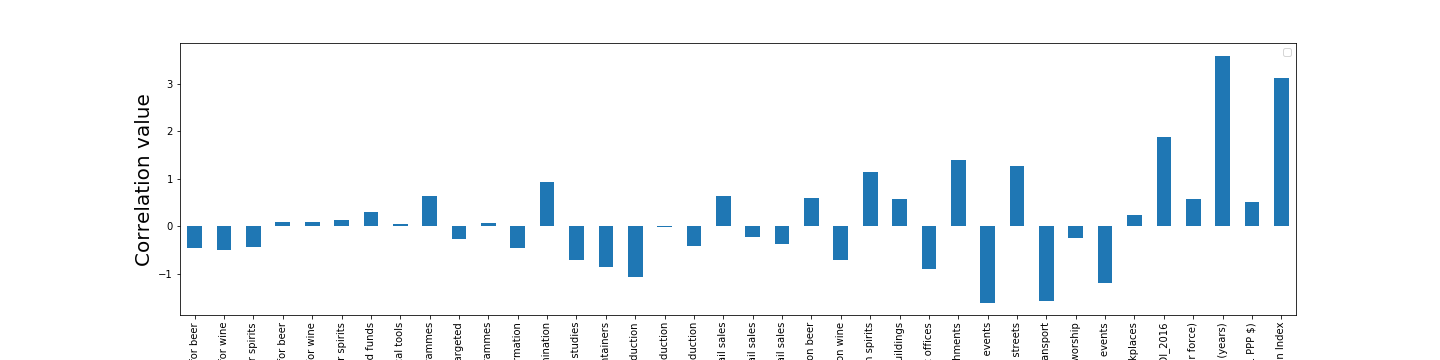 Correlation value
3
2
1
0
−1
for beer
for wine
spirits
for beer
or wine
spirits
d funds
al tools
ammes
argeted
ammes
rmation
ination
studies
tainers
duction
duction
duction
ail sales
ail sales
ail sales
on beer
on wine
spirits
uildings
offices
hments
events
streets
ansport
worship
events
kplaces
DI_2016
r force)
(years)
PPP $)
n Index